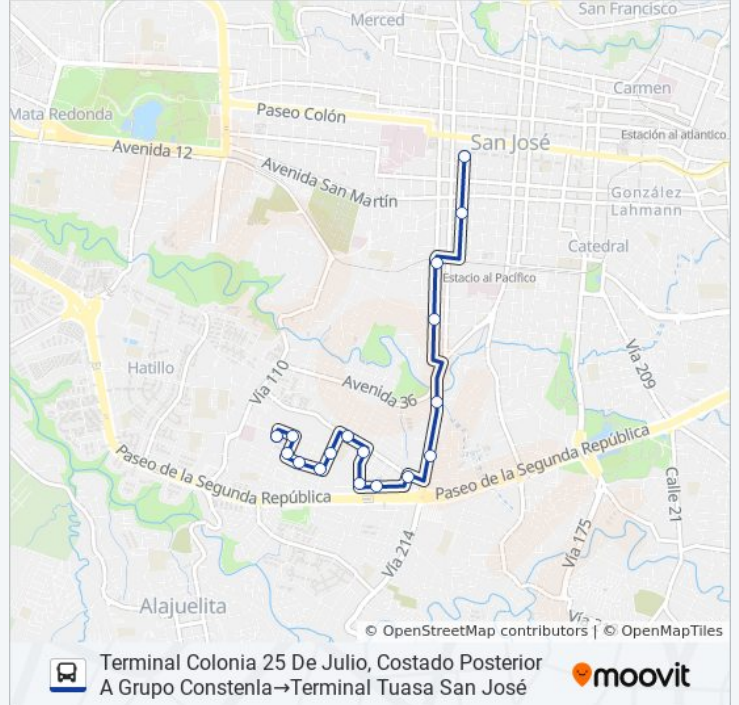 San Francisco
Merced
Carmen
Mata Redonda
Paseo Colón
Estación al atlantico
San José
Avenida 12
Avenida San Martín
González
Lahmann
Catedral
Estacio al Pacífico
Hatillo
Vía 110
Avenida 36
Vía 209
Paseo de la Segunda República
Paseo de la Segunda República
Calle 21
Vía 214
Vía 175
Alajuelita
© OpenStreetMap contributors | © OpenMapTiles
Terminal Colonia 25 De Julio, Costado Posterior
A Grupo Constenla→Terminal Tuasa San José
moovit